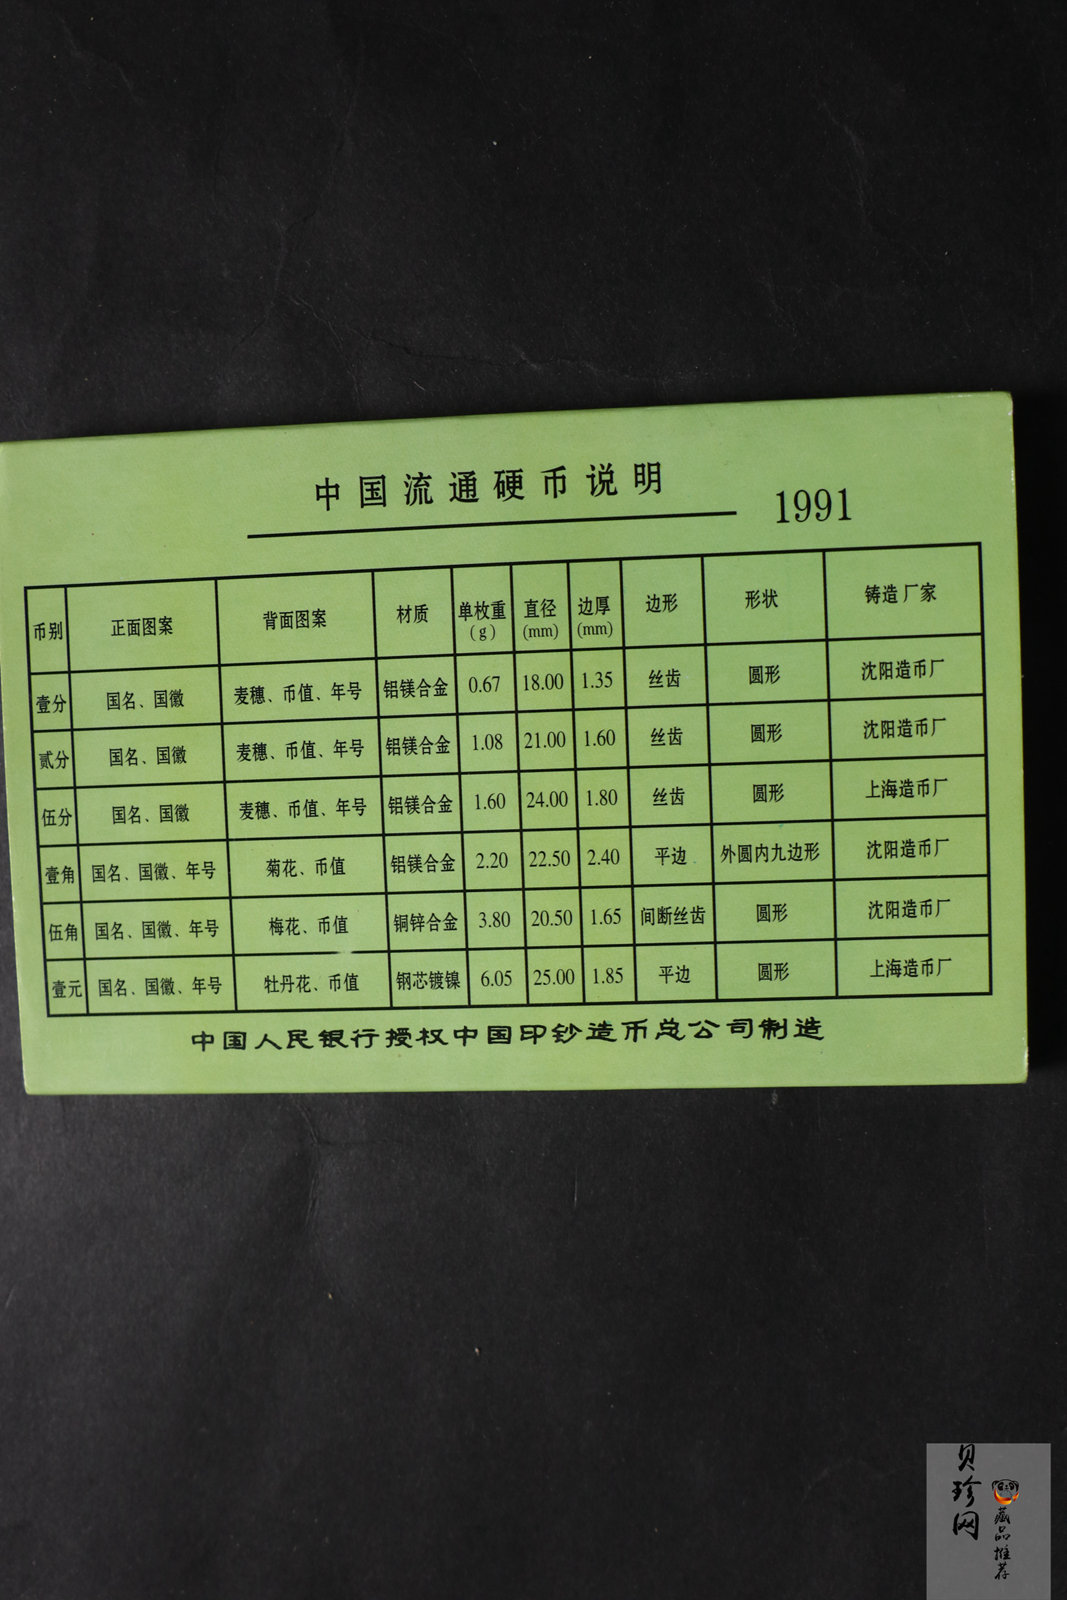 中国流通硬币说明 1991
币别 正面图案 背面图案 材质 单枚重(g) 直径(mm) 边厚(mm) 边形 形状 铸造厂家
壹分 国名、国徽 麦穗、币值、年号 铝镁合金 0.67 18.00 1.35 丝齿 圆形 沈阳造币厂
贰分 国名、国徽 麦穗、币值、年号 铝镁合金 1.08 21.00 1.60 丝齿 圆形 沈阳造币厂
伍分 国名、国徽 麦穗、币值、年号 铝镁合金 1.60 24.00 1.80 丝齿 圆形 上海造币厂
壹角 国名、国徽、年号 菊花、币值 铝镁合金 2.20 22.50 2.40 平边 外圆内九边形 沈阳造币厂
伍角 国名、国徽、年号 梅花、币值 铜锌合金 3.80 20.50 1.65 间断丝齿 圆形 沈阳造币厂
壹元 国名、国徽、年号 牡丹花、币值 钢芯镀镍 6.05 25.00 1.85 平边 圆形 上海造币厂
中国人民银行授权中国印钞造币总公司制造
贝珍网
藏品推荐